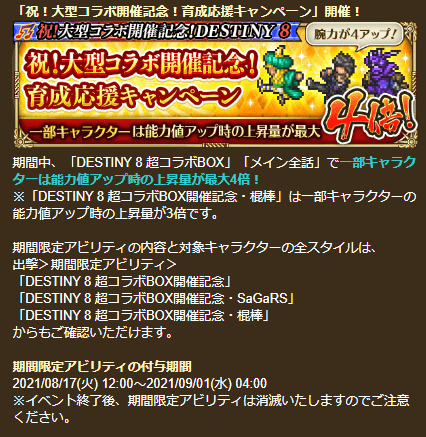 「祝！大型コラボ開催記念！育成応援キャンペーン」開催！
祝！大型コラボ開催記念！DESTINY 8
腕力が4アップ！
祝！大型コラボ開催記念！
育成応援キャンペーン
一部キャラクターは能力値アップ時の上昇量が最大
4倍！
期間中、「DESTINY 8 超コラボBOX」「メイン全話」で一部キャラク
ターは能力値アップ時の上昇量が最大4倍！
※「DESTINY 8 超コラボBOX開催記念・棍棒」は一部キャラクターの
能力値アップ時の上昇量が3倍です。
期間限定アビリティの内容と対象キャラクターの全スタイルは、
出撃＞期間限定アビリティ＞
「DESTINY 8 超コラボBOX開催記念」
「DESTINY 8 超コラボBOX開催記念・SaGaRS」
「DESTINY 8 超コラボBOX開催記念・棍棒」
からもご確認いただけます。
期間限定アビリティの付与期間
2021/08/17(火) 12:00～2021/09/01(水) 04:00
※イベント終了後、期間限定アビリティは消滅いたしますのでご注意
ください。